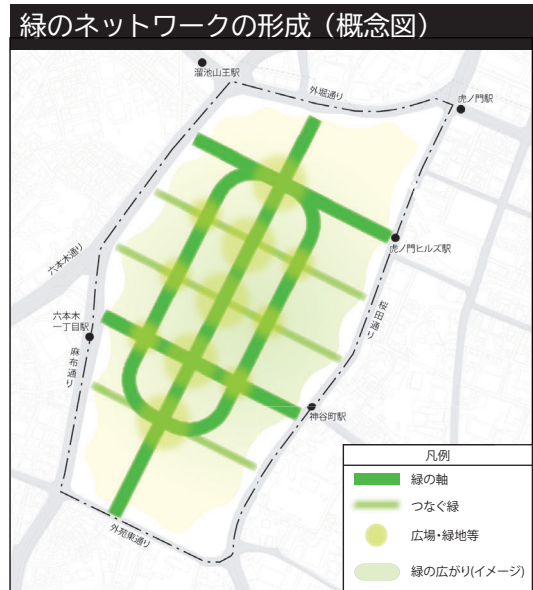 緑のネットワークの形成（概念図）
溜池山王駅
外堀通り
虎ノ門駅
虎ノ門ヒルズ駅
六本木通り
桜田通り
六本木
一丁目駅
麻布通り
神谷町駅
外苑東通り
凡例
緑の軸
つなぐ緑
広場・緑地等
緑の広がり(イメージ)